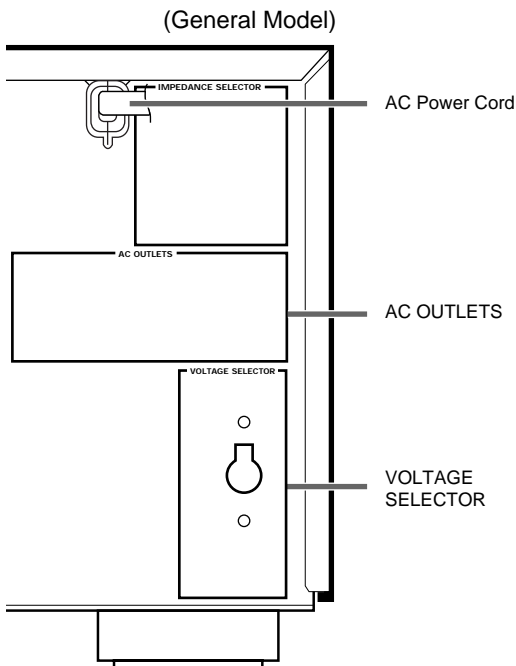 (General Model)
IMPEDANCE SELECTOR
AC Power Cord
AC OUTLETS
AC OUTLETS
VOLTAGE SELECTOR
VOLTAGE
SELECTOR